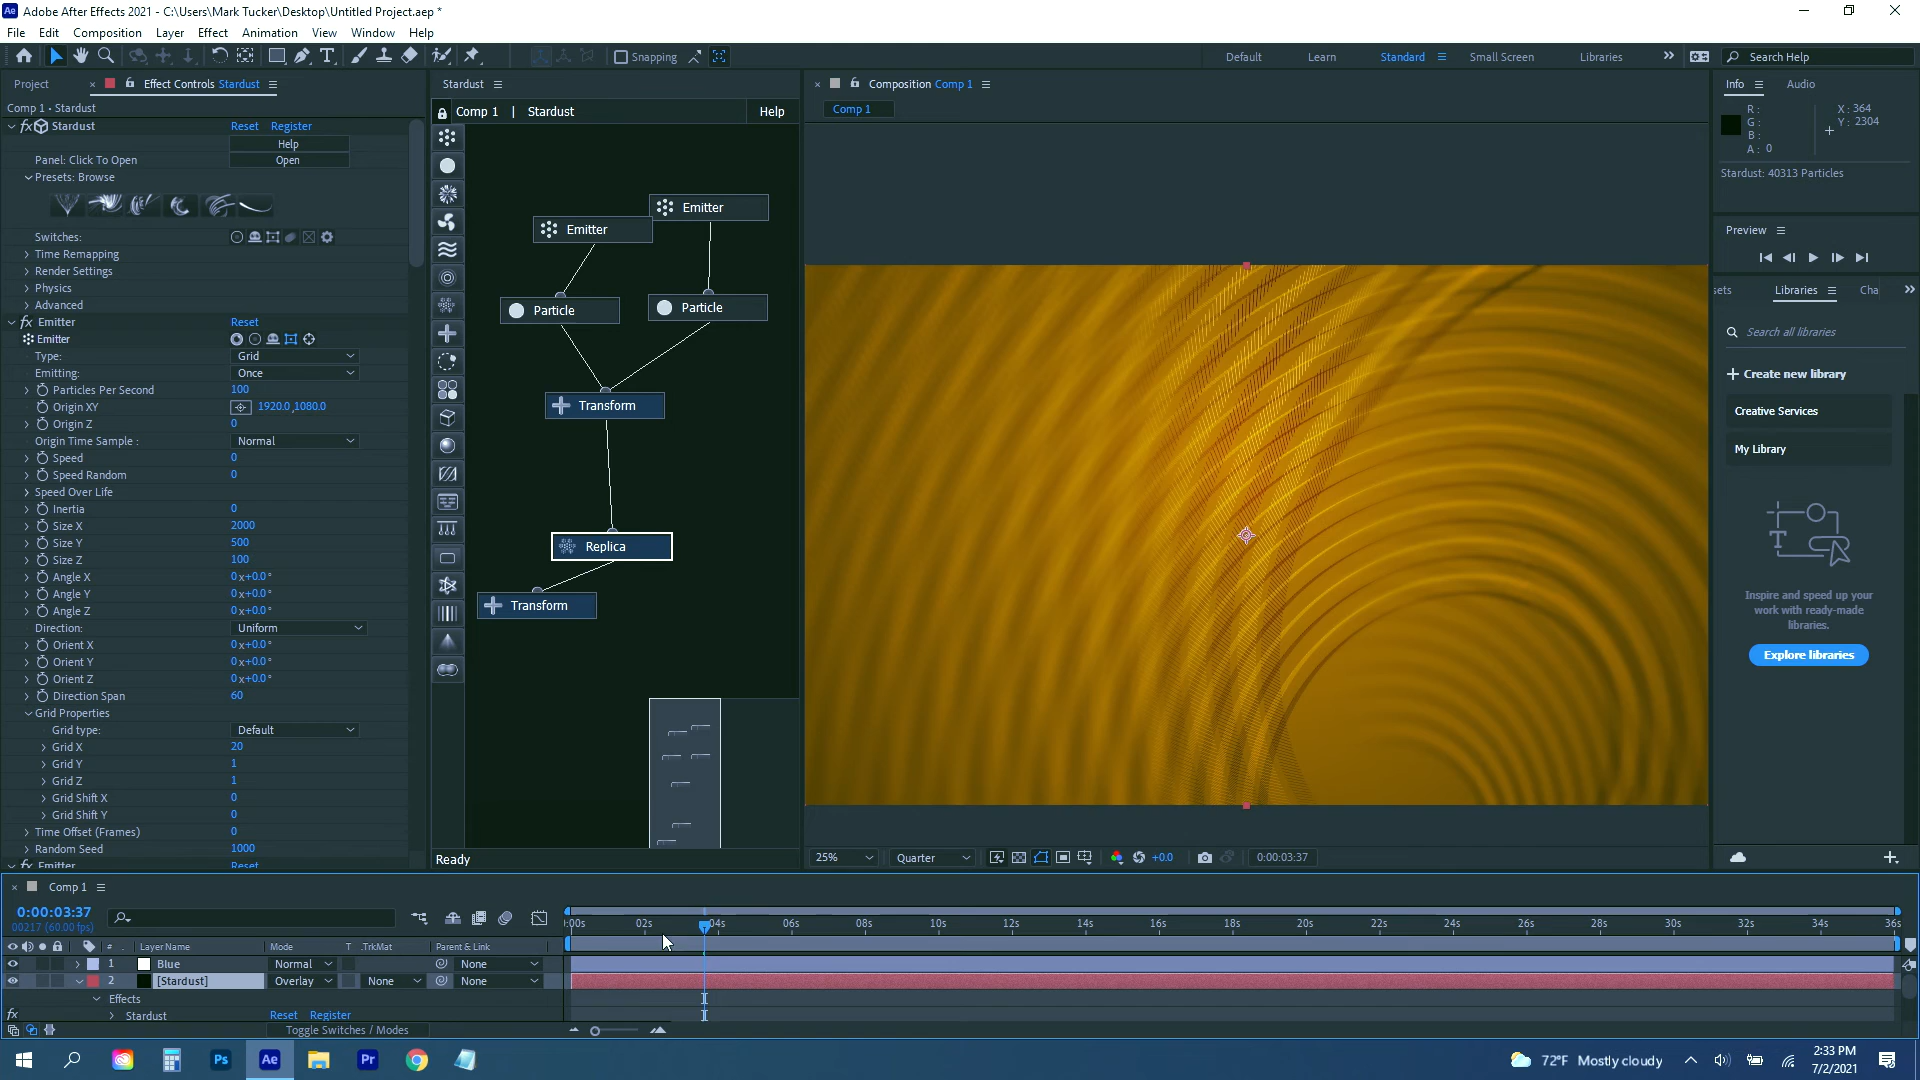 Adobe After Effects 2021 - C:\Users\Mark Tucker\Desktop\Untitled Project.aep *
File Edit Composition Layer Effect Animation View Window Help
Snapping Default Learn Standard Small Screen Libraries Search Help
Project Effect Controls Stardust
Comp 1 • Stardust
Stardust Reset Register
Help
Panel: Click To Open Open
Presets: Browse
Switches:
Time Remapping
Render Settings
Physics
Advanced
Emitter Reset
Emitter
Type: Grid
Emitting: Once
Particles Per Second 100
Origin XY 1920.0,1080.0
Origin Z 0
Origin Time Sample : Normal
Speed 0
Speed Random 0
Speed Over Life
Inertia 0
Size X 2000
Size Y 500
Size Z 100
Angle X 0x+0.0°
Angle Y 0x+0.0°
Angle Z 0x+0.0°
Direction: Uniform
Orient X 0x+0.0°
Orient Y 0x+0.0°
Orient Z 0x+0.0°
Direction Span 60
Grid Properties
Grid type: Default
Grid X 20
Grid Y 1
Grid Z 1
Grid Shift X 0
Grid Shift Y 0
Time Offset (Frames) 0
Random Seed 1000
Emitter Reset
Stardust
Comp 1 | Stardust Help
Emitter
Emitter
Particle
Particle
Transform
Replica
Transform
Ready
Composition Comp 1
Comp 1
25% Quarter +0.0 0:00:03:37
Info Audio
R:
G:
B:
A: 0
X: 364
Y: 2304
Stardust: 40313 Particles
Preview
sets Libraries Cha
Search all libraries
Create new library
Creative Services
My Library
Inspire and speed up your
work with ready-made
libraries.
Explore libraries
Comp 1
0:00:03:37
00217 (60.00 fps)
:00s 02s 04s 06s 08s 10s 12s 14s 16s 18s 20s 22s 24s 26s 28s 30s 32s 34s 36s
# Layer Name Mode T .TrkMat Parent & Link
1 Blue Normal None
2 [Stardust] Overlay None None
Effects
fx Stardust Reset Register
Toggle Switches / Modes
Ps Ae Pr
72°F Mostly cloudy
2:33 PM
7/2/2021